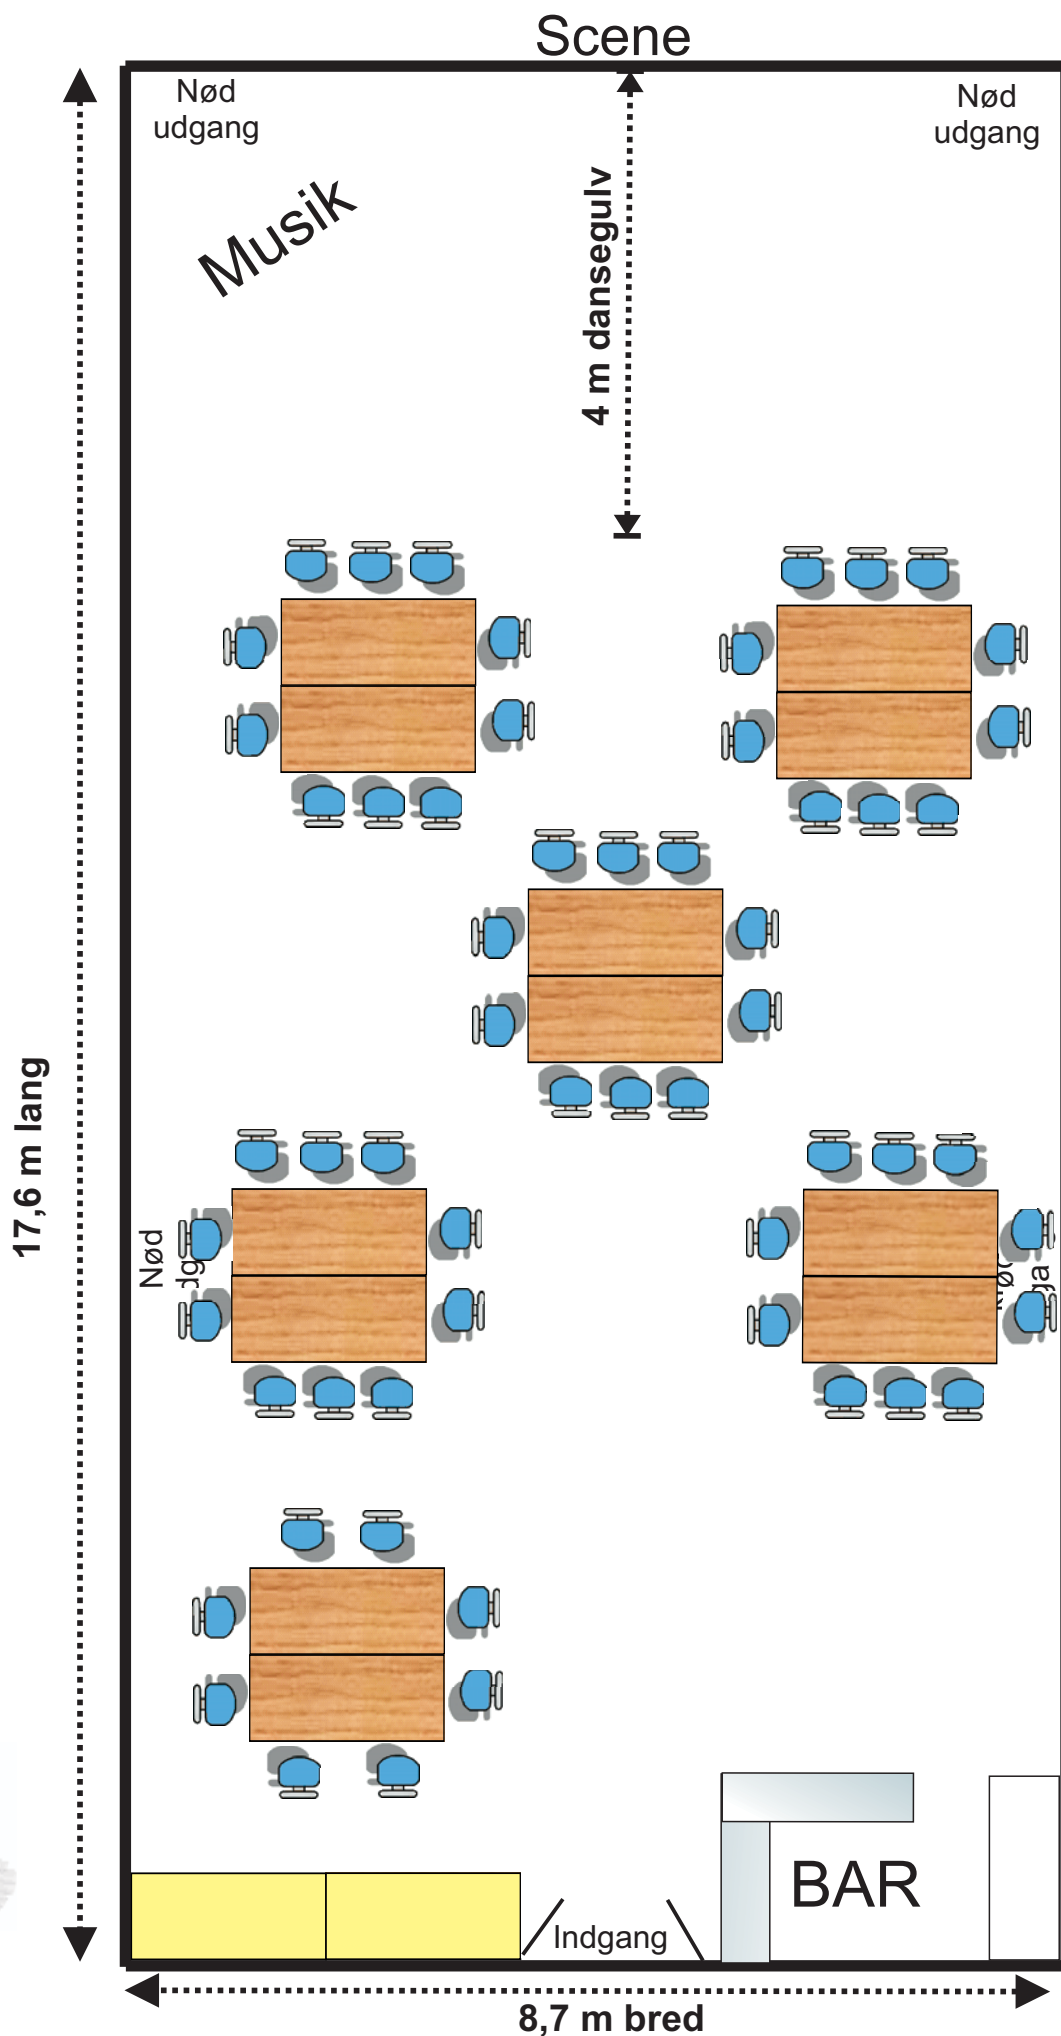 Scene
Nød
udgang
Nød
udgang
Musik
4 m dansegulv
17,6 m lang
Nød
BAR
Indgang
8,7 m bred